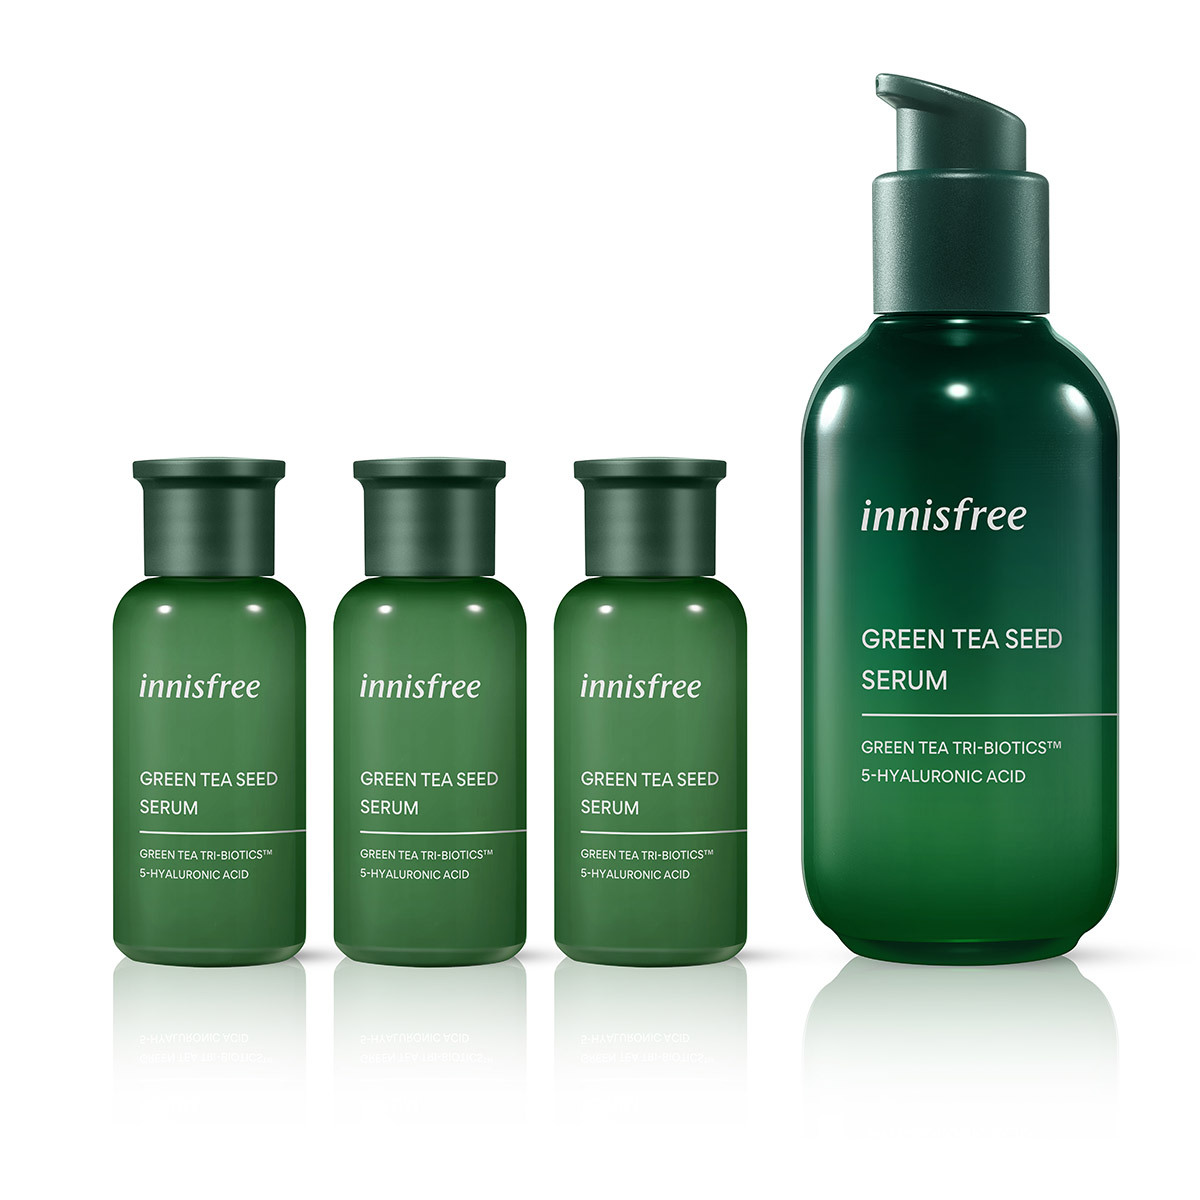 innisfree
GREEN TEA SEED
SERUM
GREEN TEA TRI-BIOTICS™
5-HYALURONIC ACID
innisfree
GREEN TEA SEED
SERUM
GREEN TEA TRI-BIOTICS™
5-HYALURONIC ACID
innisfree
GREEN TEA SEED
SERUM
GREEN TEA TRI-BIOTICS™
5-HYALURONIC ACID
innisfree
GREEN TEA SEED
SERUM
GREEN TEA TRI-BIOTICS™
5-HYALURONIC ACID